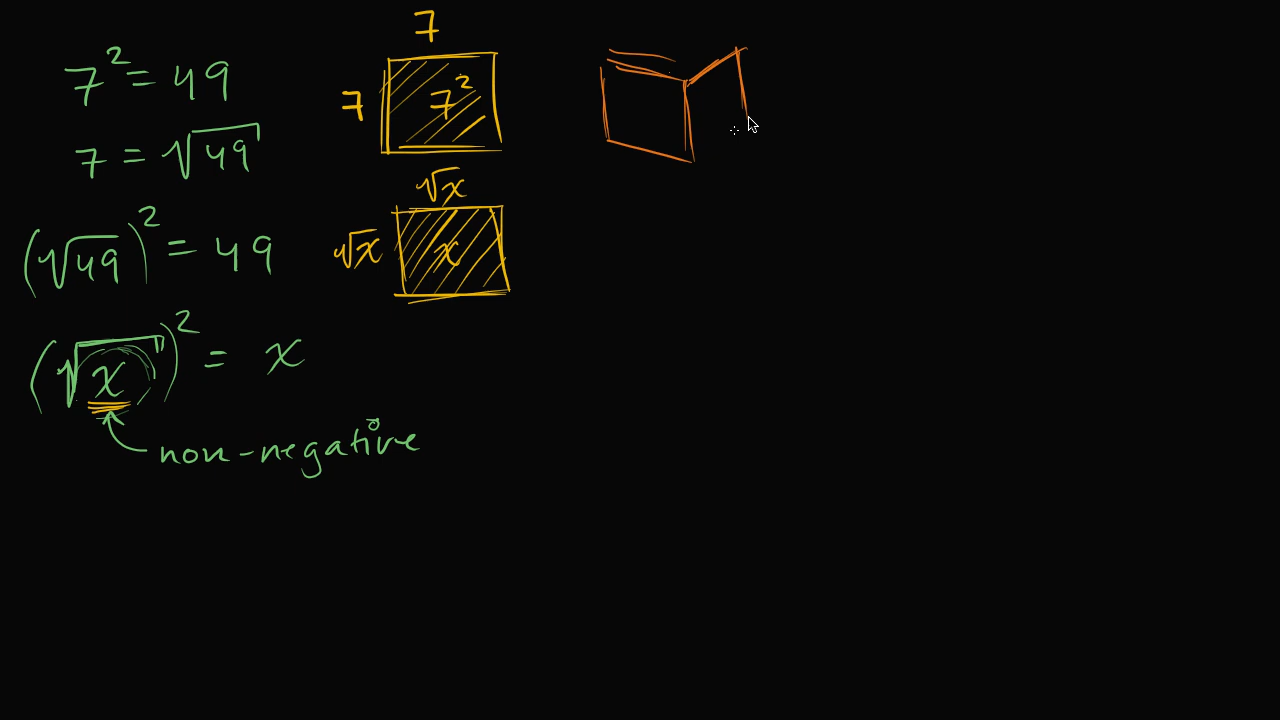 7² = 49
7 = √49
(√49)² = 49
(√x)² = x
non-negative
7
7
7²
√x
√x
x